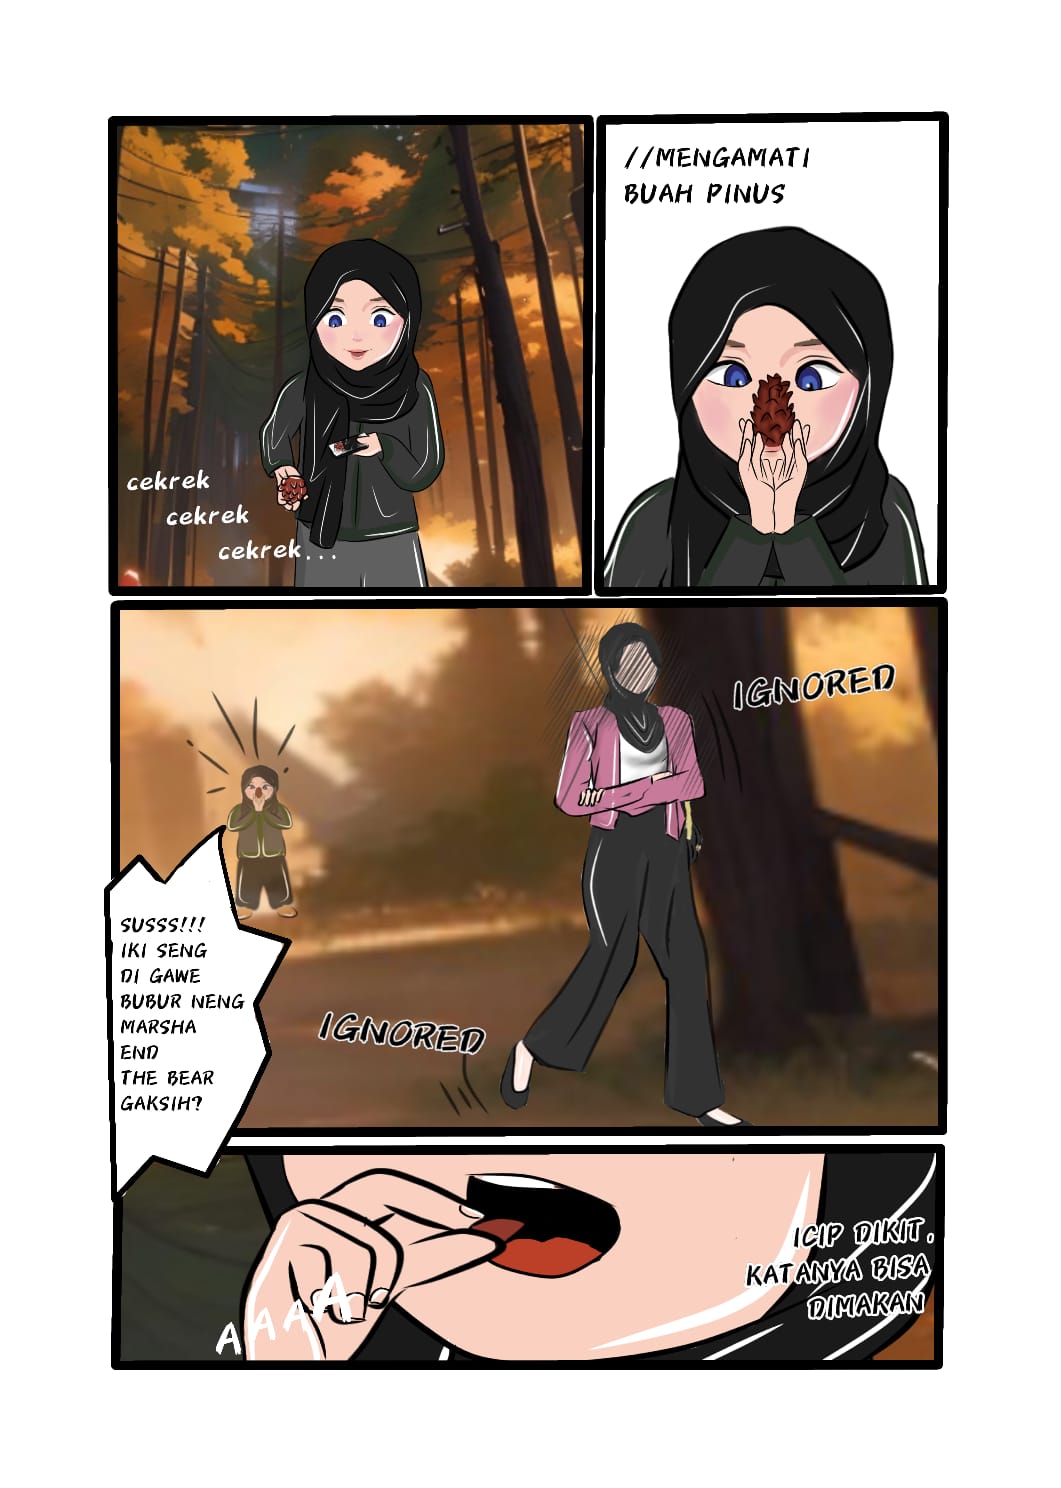 cekrek
cekrek
cekrek...
//MENGAMATI
BUAH PINUS
IGNORED
IGNORED
SUSSS!!!
IKI SENG
DI GAWE
BUBUR NENG
MARSHA
END
THE BEAR
GAKSIH?
ICIP DIKIT,
KATANYA BISA
DIMAKAN
AAAA